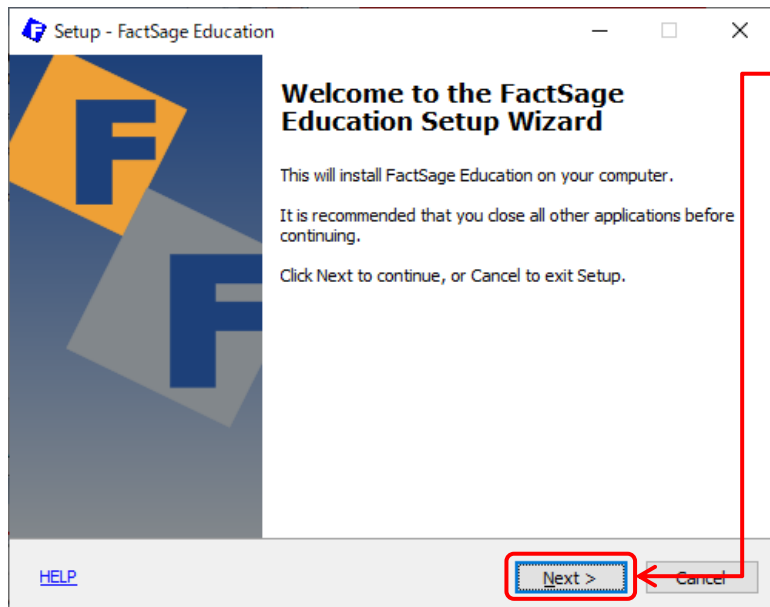 Setup - FactSage Education
F
F
Welcome to the FactSage
Education Setup Wizard
This will install FactSage Education on your computer.
It is recommended that you close all other applications before
continuing.
Click Next to continue, or Cancel to exit Setup.
HELP
Next >
Cancel